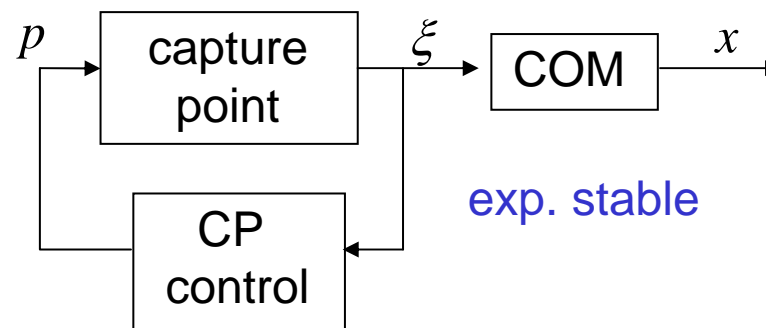 p
capture
point
ξ
COM
x
CP
control
exp. stable